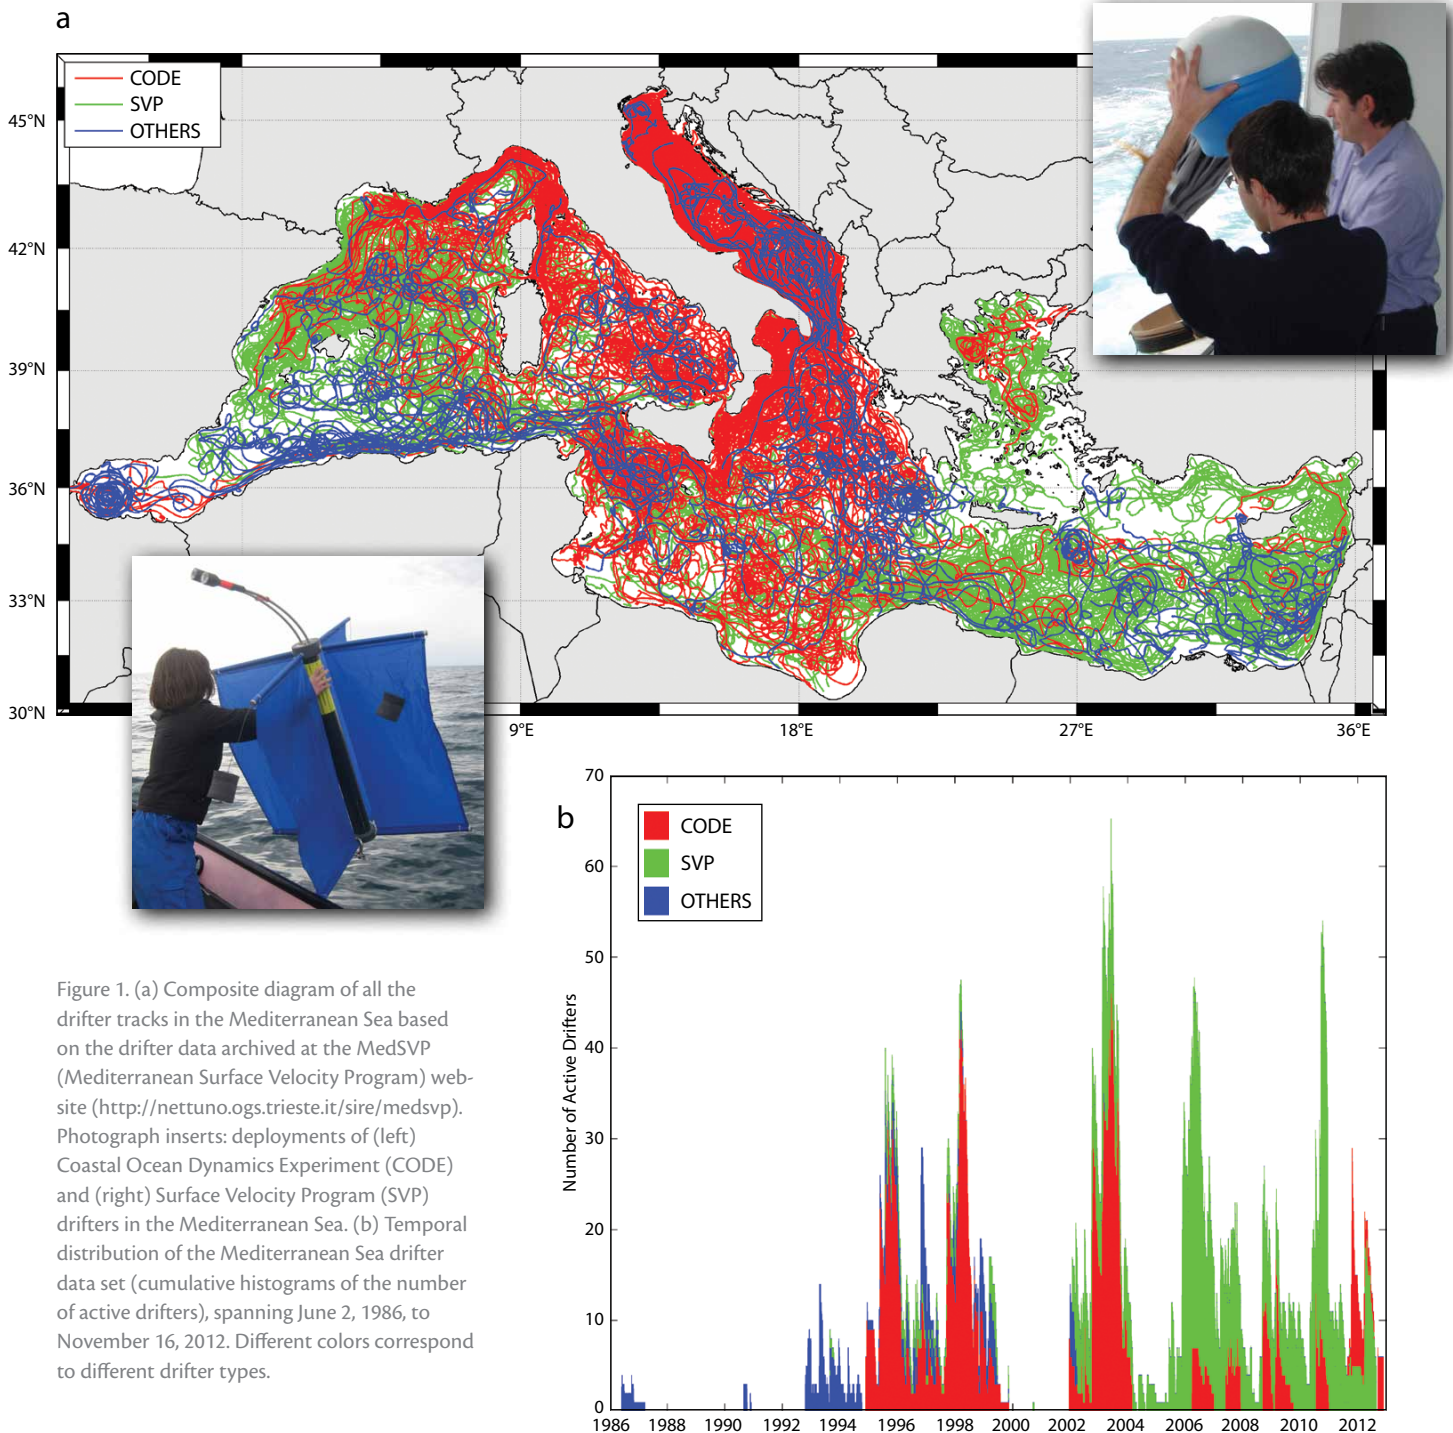 a
CODE
SVP
OTHERS
45°N
42°N
39°N
36°N
33°N
30°N
9°E
18°E
27°E
36°E
b
CODE
SVP
OTHERS
Number of Active Drifters
70
60
50
40
30
20
10
0
1986
1988
1990
1992
1994
1996
1998
2000
2002
2004
2006
2008
2010
2012
Figure 1. (a) Composite diagram of all the
drifter tracks in the Mediterranean Sea based
on the drifter data archived at the MedSVP
(Mediterranean Surface Velocity Program) web-
site (http://nettuno.ogs.trieste.it/sire/medsvp).
Photograph inserts: deployments of (left)
Coastal Ocean Dynamics Experiment (CODE)
and (right) Surface Velocity Program (SVP)
drifters in the Mediterranean Sea. (b) Temporal
distribution of the Mediterranean Sea drifter
data set (cumulative histograms of the number
of active drifters), spanning June 2, 1986, to
November 16, 2012. Different colors correspond
to different drifter types.